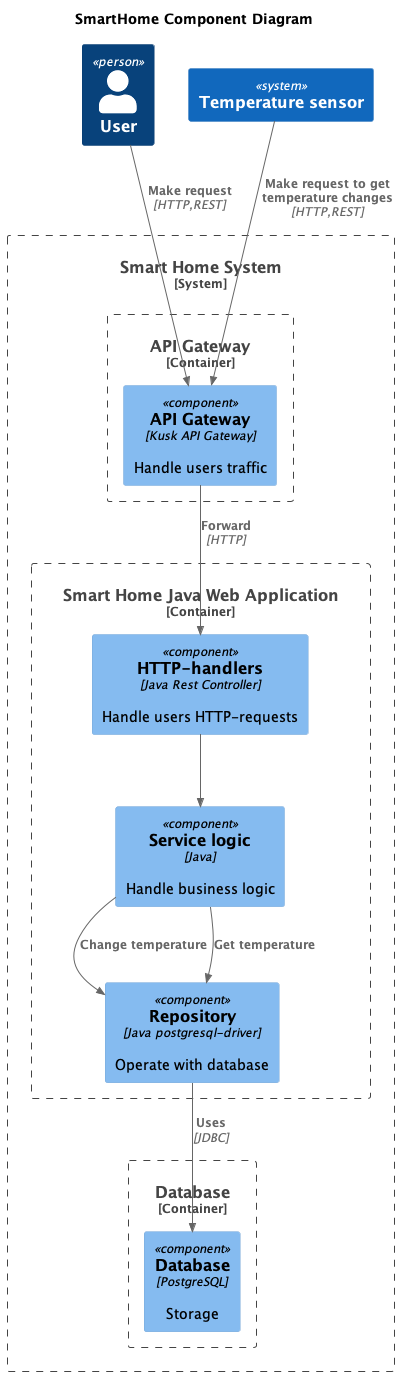 SmartHome Component Diagram
«person»
User
«system»
Temperature sensor
Make request
[HTTP,REST]
Make request to get
temperature changes
[HTTP,REST]
Smart Home System
[System]
API Gateway
[Container]
«component»
API Gateway
[Kusk API Gateway]
Handle users traffic
Forward
[HTTP]
Smart Home Java Web Application
[Container]
«component»
HTTP-handlers
[Java Rest Controller]
Handle users HTTP-requests
«component»
Service logic
[Java]
Handle business logic
Change temperature
Get temperature
«component»
Repository
[Java postgresql-driver]
Operate with database
Uses
[JDBC]
Database
[Container]
«component»
Database
[PostgreSQL]
Storage